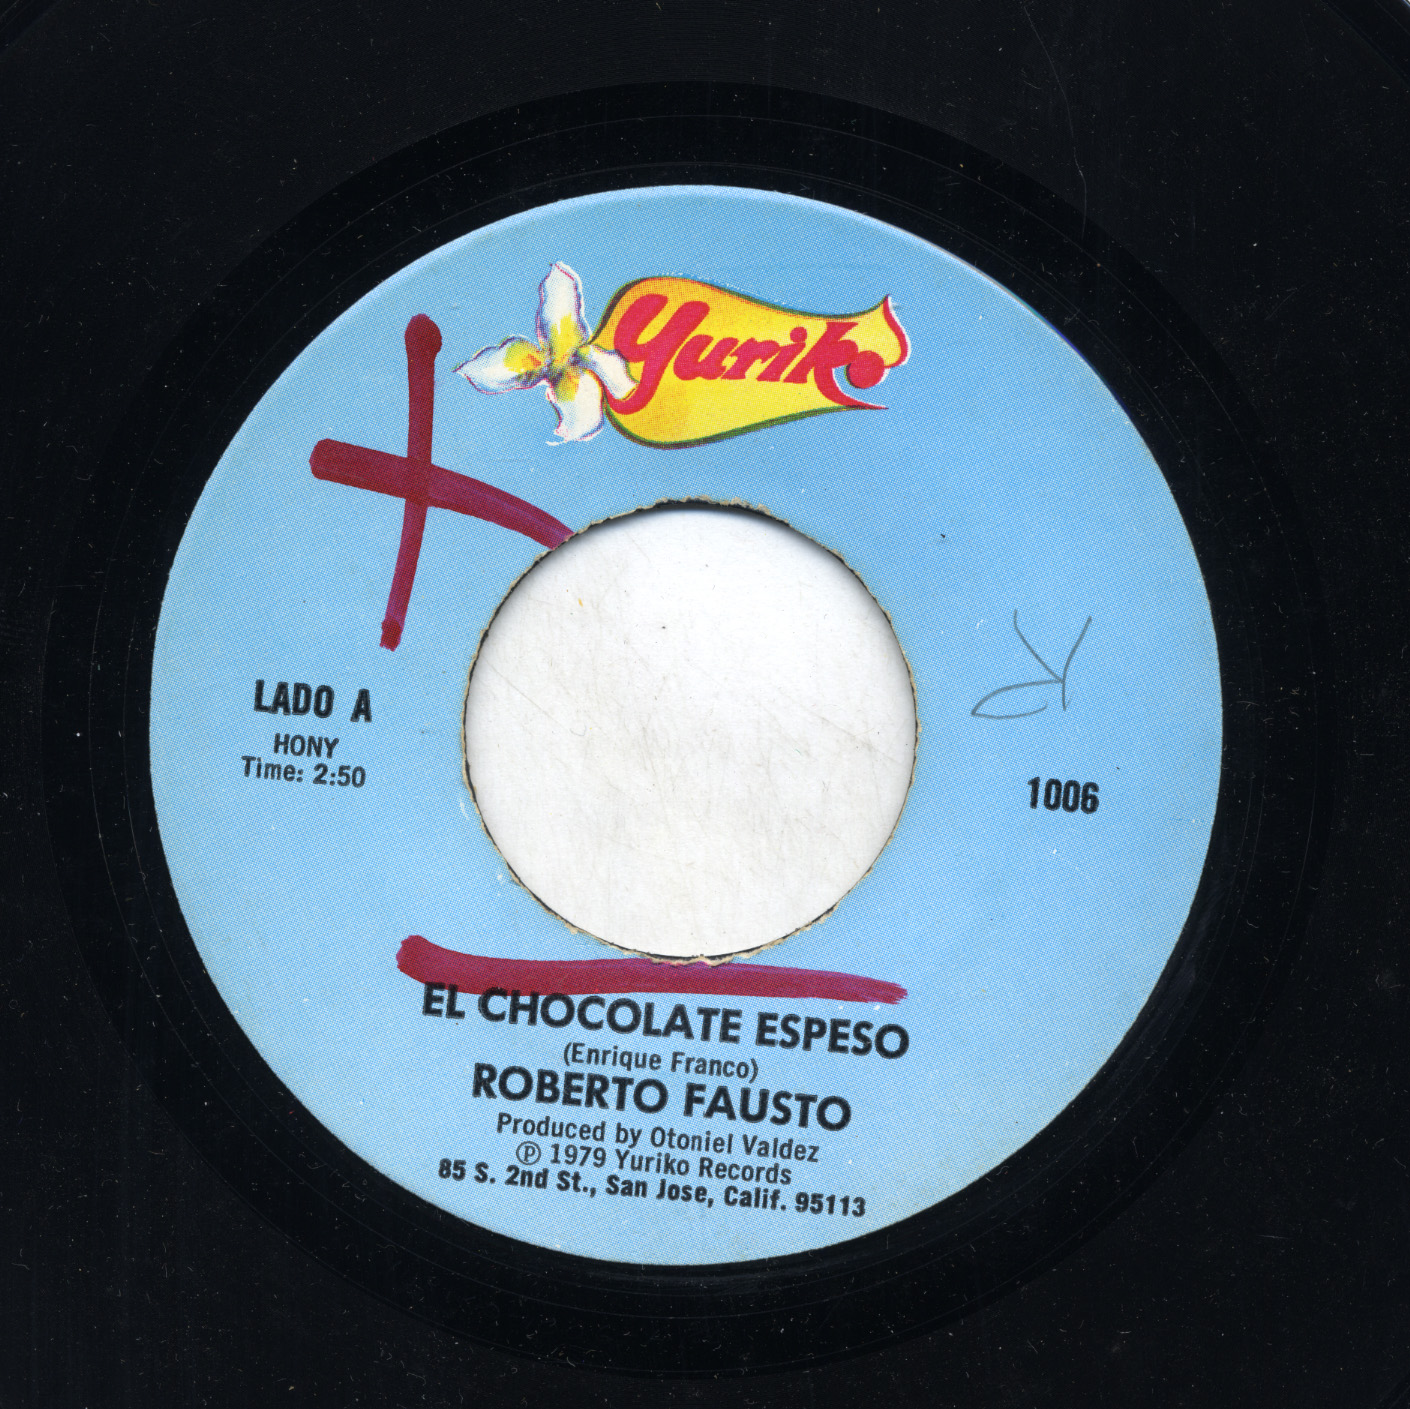 Yuriko
LADO A
HONY
Time: 2:50
1006
EL CHOCOLATE ESPESO
(Enrique Franco)
ROBERTO FAUSTO
Produced by Otoniel Valdez
℗ 1979 Yuriko Records
85 S. 2nd St., San Jose, Calif. 95113